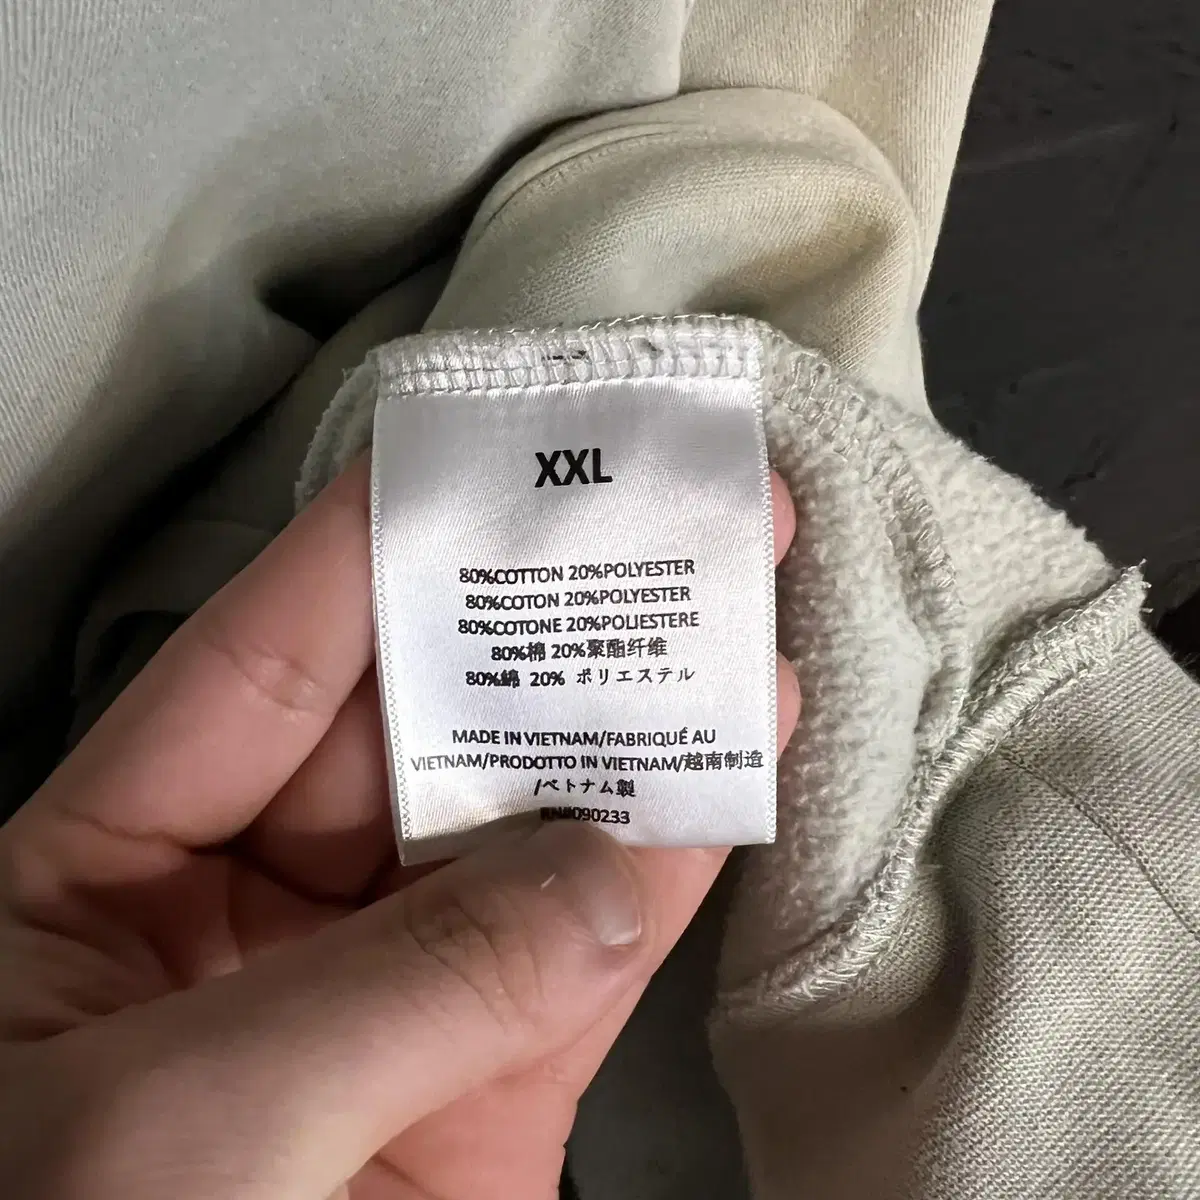 XXL
80%COTTON 20%POLYESTER
80%COTON 20%POLYESTER
80%COTONE 20%POLIESTERE
80%棉 20%聚酯纤维
80%綿 20% ポリエステル
MADE IN VIETNAM/FABRIQUÉ AU
VIETNAM/PRODOTTO IN VIETNAM/越南制造
/ベトナム製
RN#090233